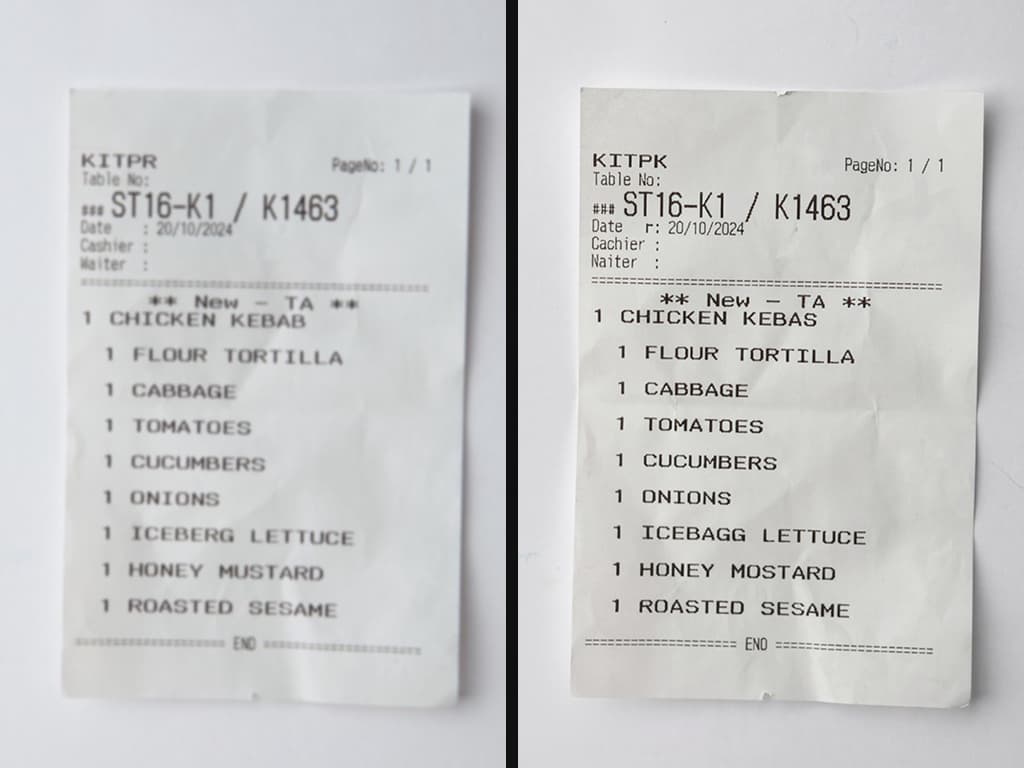 KITPR
PageNo: 1 / 1
Table No:
### ST16-K1 / K1463
Date : 20/10/2024
Cashier :
Waiter :
** New - TA **
1 CHICKEN KEBAB
1 FLOUR TORTILLA
1 CABBAGE
1 TOMATOES
1 CUCUMBERS
1 ONIONS
1 ICEBERG LETTUCE
1 HONEY MUSTARD
1 ROASTED SESAME
==================== END ====================
KITPK
PageNo: 1 / 1
Table No:
### ST16-K1 / K1463
Date r: 20/10/2024
Cachier :
Naiter :
** New - TA **
1 CHICKEN KEBAS
1 FLOUR TORTILLA
1 CABBAGE
1 TOMATOES
1 CUCUMBERS
1 ONIONS
1 ICEBAGG LETTUCE
1 HONEY MOSTARD
1 ROASTED SESAME
==================== END ====================